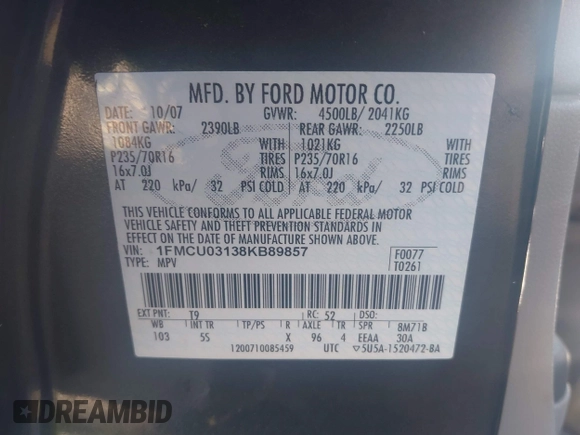 MFD. BY FORD MOTOR CO.
DATE: 10/07 GVWR: 4500LB/ 2041KG
FRONT GAWR: 2390LB REAR GAWR: 2250LB
1084KG WITH 1021KG WITH
P235/70R16 TIRES P235/70R16 TIRES
16x7.0J RIMS 16x7.0J RIMS
AT 220 kPa/ 32 PSI COLD AT 220 kPa/ 32 PSI COLD
THIS VEHICLE CONFORMS TO ALL APPLICABLE FEDERAL MOTOR
VEHICLE SAFETY AND THEFT PREVENTION STANDARDS IN
EFFECT ON THE DATE OF MANUFACTURE SHOWN ABOVE.
VIN: 1FMCU03138KB89857 F0077
TYPE: MPV T0261
EXT PNT: T9 RC: 52 DSO:
WB INT TR TP/PS R AXLE TR SPR 8M71B
103 5S X 96 4 EEAA 30A
1200710085459 UTC ▽5U5A-1520472-BA
Ford
DREAMBID